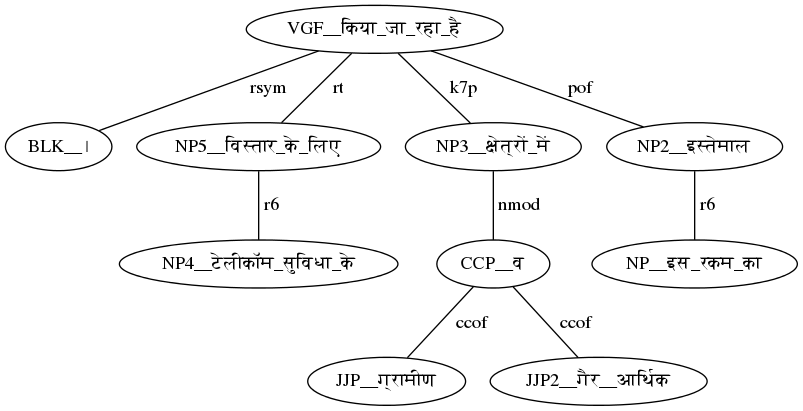 VGF__किया_जा_रहा_है
rsym rt k7p pof
BLK__। NP5__विस्तार_के_लिए NP3__क्षेत्रों_में NP2__इस्तेमाल
r6 nmod r6
NP4__टेलीकॉम_सुविधा_के CCP__व NP__इस_रकम_का
ccof ccof
JJP__ग्रामीण JJP2__गैर__आर्थिक